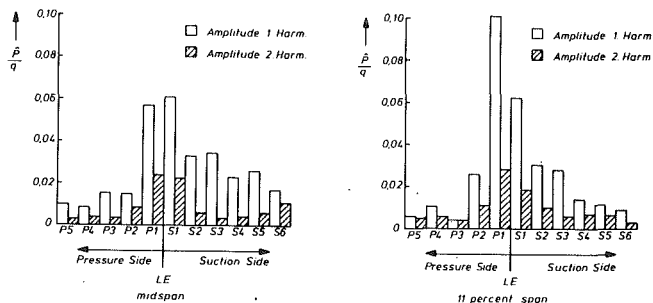 0,10
p̂
q
0,08
0,06
0,04
0,02
0
Amplitude 1. Harm.
Amplitude 2. Harm.
P5 P4 P3 P2 P1 S1 S2 S3 S4 S5 S6
Pressure Side
Suction Side
LE
midspan
0,10
p̂
q
0,08
0,06
0,04
0,02
0
Amplitude 1. Harm
Amplitude 2. Harm
P5 P4 P3 P2 P1 S1 S2 S3 S4 S5 S6
Pressure Side
Suction Side
LE
11 percent span